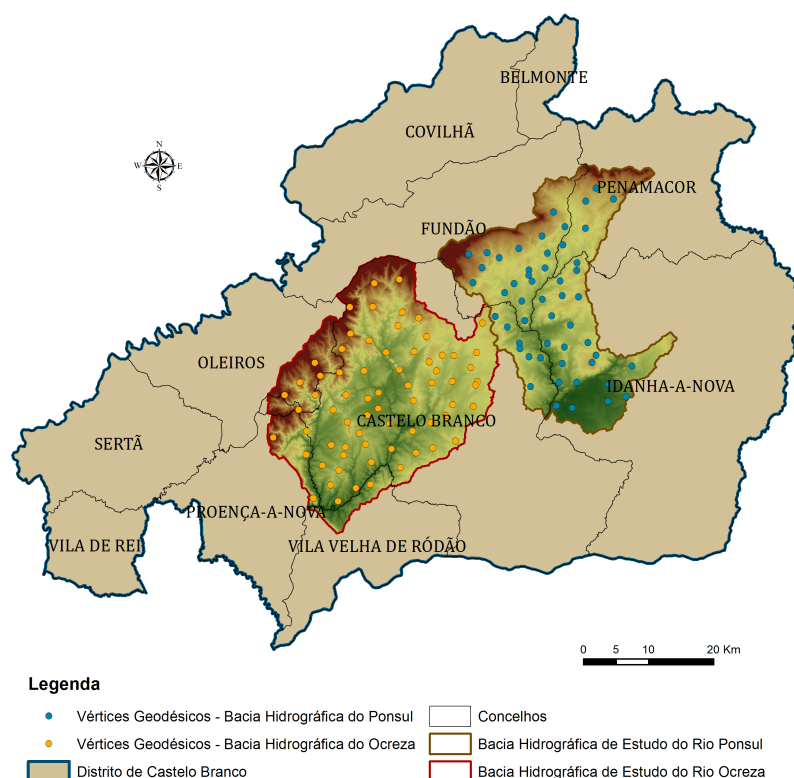 BELMONTE
COVILHÃ
N
W E
S
PENAMACOR
FUNDÃO
OLEIROS
IDANHA-A-NOVA
CASTELO BRANCO
SERTÃ
PROENÇA-A-NOVA
VILA DE REI
VILA VELHA DE RÓDÃO
0 5 10 20 Km
Legenda
Vértices Geodésicos - Bacia Hidrográfica do Ponsul
Concelhos
Vértices Geodésicos - Bacia Hidrográfica do Ocreza
Bacia Hidrográfica de Estudo do Rio Ponsul
Distrito de Castelo Branco
Bacia Hidrográfica de Estudo do Rio Ocreza